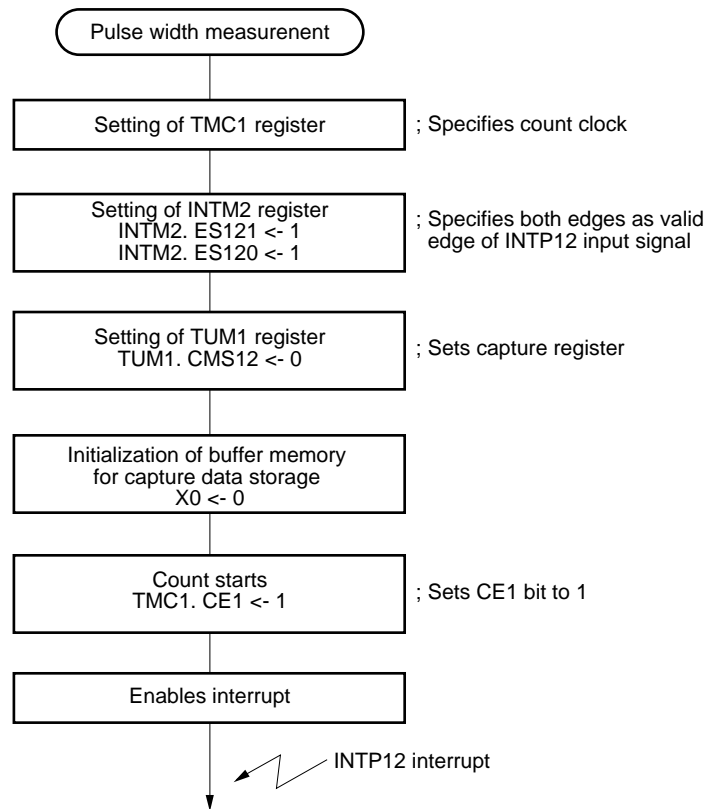 Pulse width measurenent
Setting of TMC1 register
; Specifies count clock
Setting of INTM2 register
INTM2. ES121 <- 1
INTM2. ES120 <- 1
; Specifies both edges as valid
edge of INTP12 input signal
Setting of TUM1 register
TUM1. CMS12 <- 0
; Sets capture register
Initialization of buffer memory
for capture data storage
X0 <- 0
Count starts
TMC1. CE1 <- 1
; Sets CE1 bit to 1
Enables interrupt
INTP12 interrupt